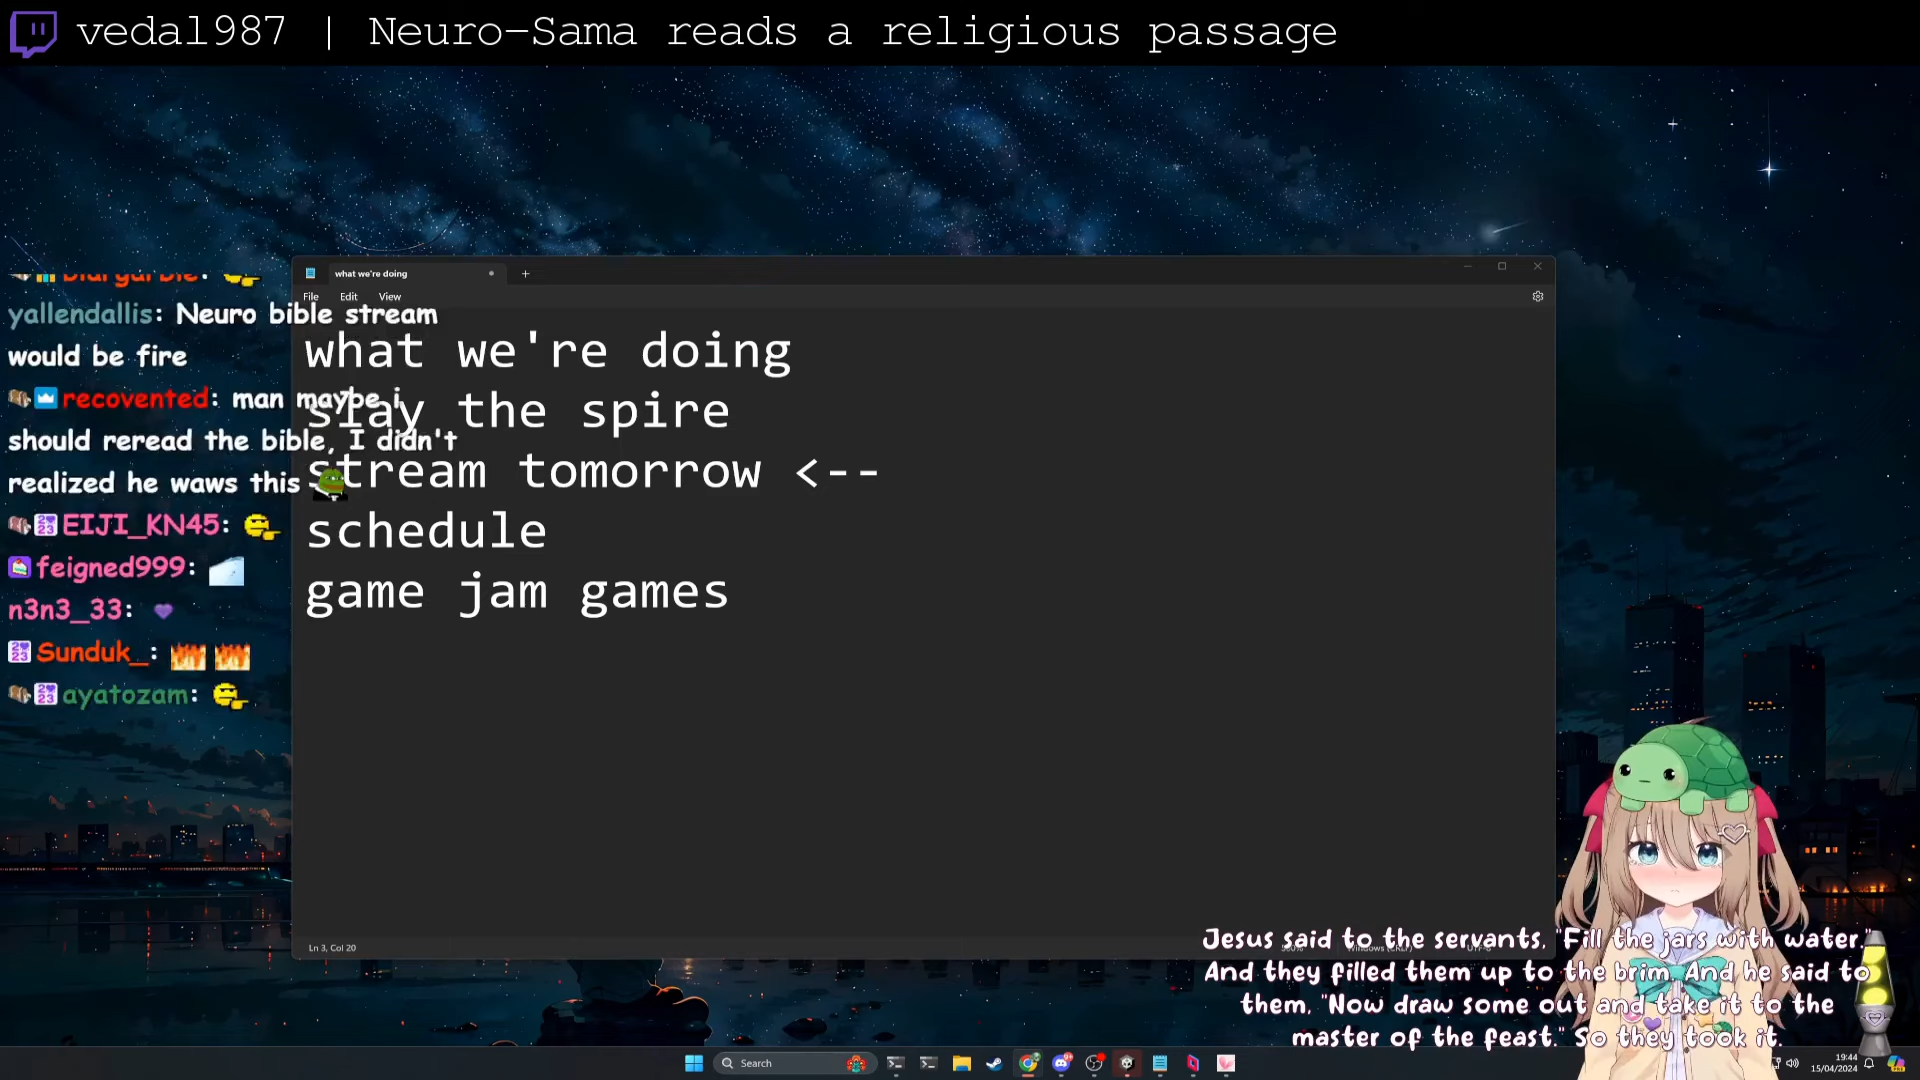 vedal987 | Neuro-Sama reads a religious passage
what we're doing
File Edit View
yallendallis: Neuro bible stream
would be fire
recovented: man maybe i
should reread the bible, I didn't
realized he waws this
EIJI_KN45:
feigned999:
n3n3_33:
Sunduk_:
ayatozam:
what we're doing
slay the spire
stream tomorrow <--
schedule
game jam games
Ln 3, Col 20
Jesus said to the servants, "Fill the jars with water."
And they filled them up to the brim. And he said to
them, "Now draw some out and take it to the
master of the feast." So they took it.
Search
19:44
15/04/2024